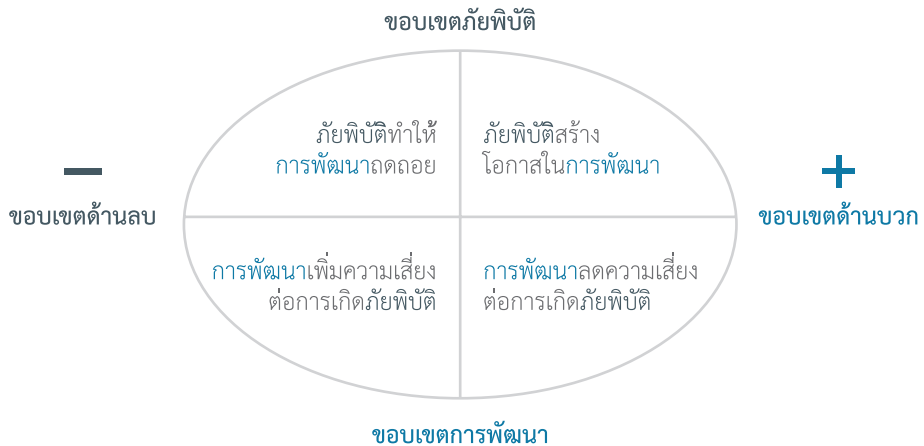 ขอบเขตภัยพิบัติ
ภัยพิบัติทำให้
การพัฒนาถดถอย
ภัยพิบัติสร้าง
โอกาสในการพัฒนา
ขอบเขตด้านลบ
ขอบเขตด้านบวก
การพัฒนาเพิ่มความเสี่ยง
ต่อการเกิดภัยพิบัติ
การพัฒนาลดความเสี่ยง
ต่อการเกิดภัยพิบัติ
ขอบเขตการพัฒนา